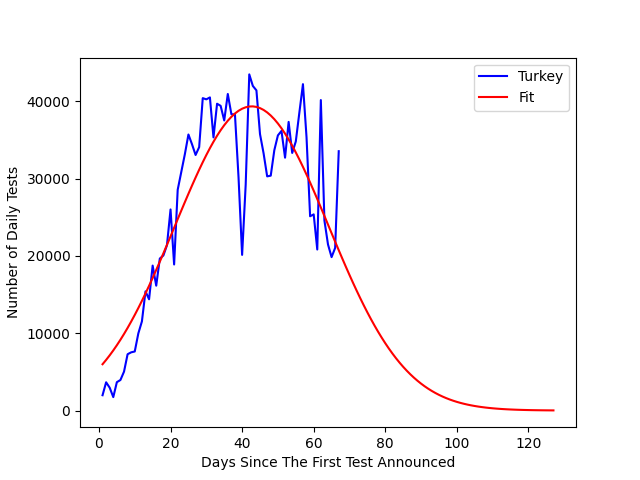 Turkey
Fit
40000
30000
20000
10000
0
Number of Daily Tests
0 20 40 60 80 100 120
Days Since The First Test Announced